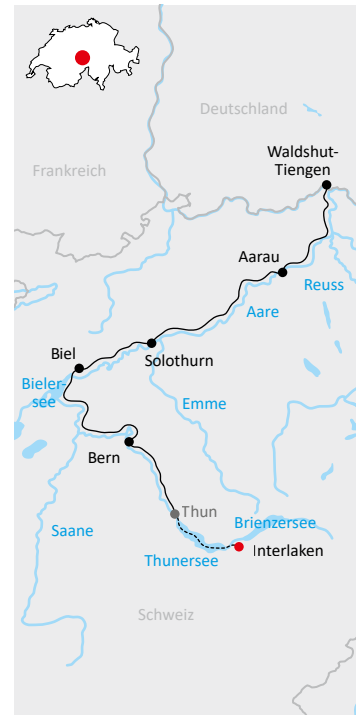 Deutschland
Waldshut-
Tiengen
Frankreich
Aarau
Reuss
Aare
Biel
Solothurn
Bieler-
see
Emme
Bern
Thun
Brienzersee
Saane
Interlaken
Thunersee
Schweiz